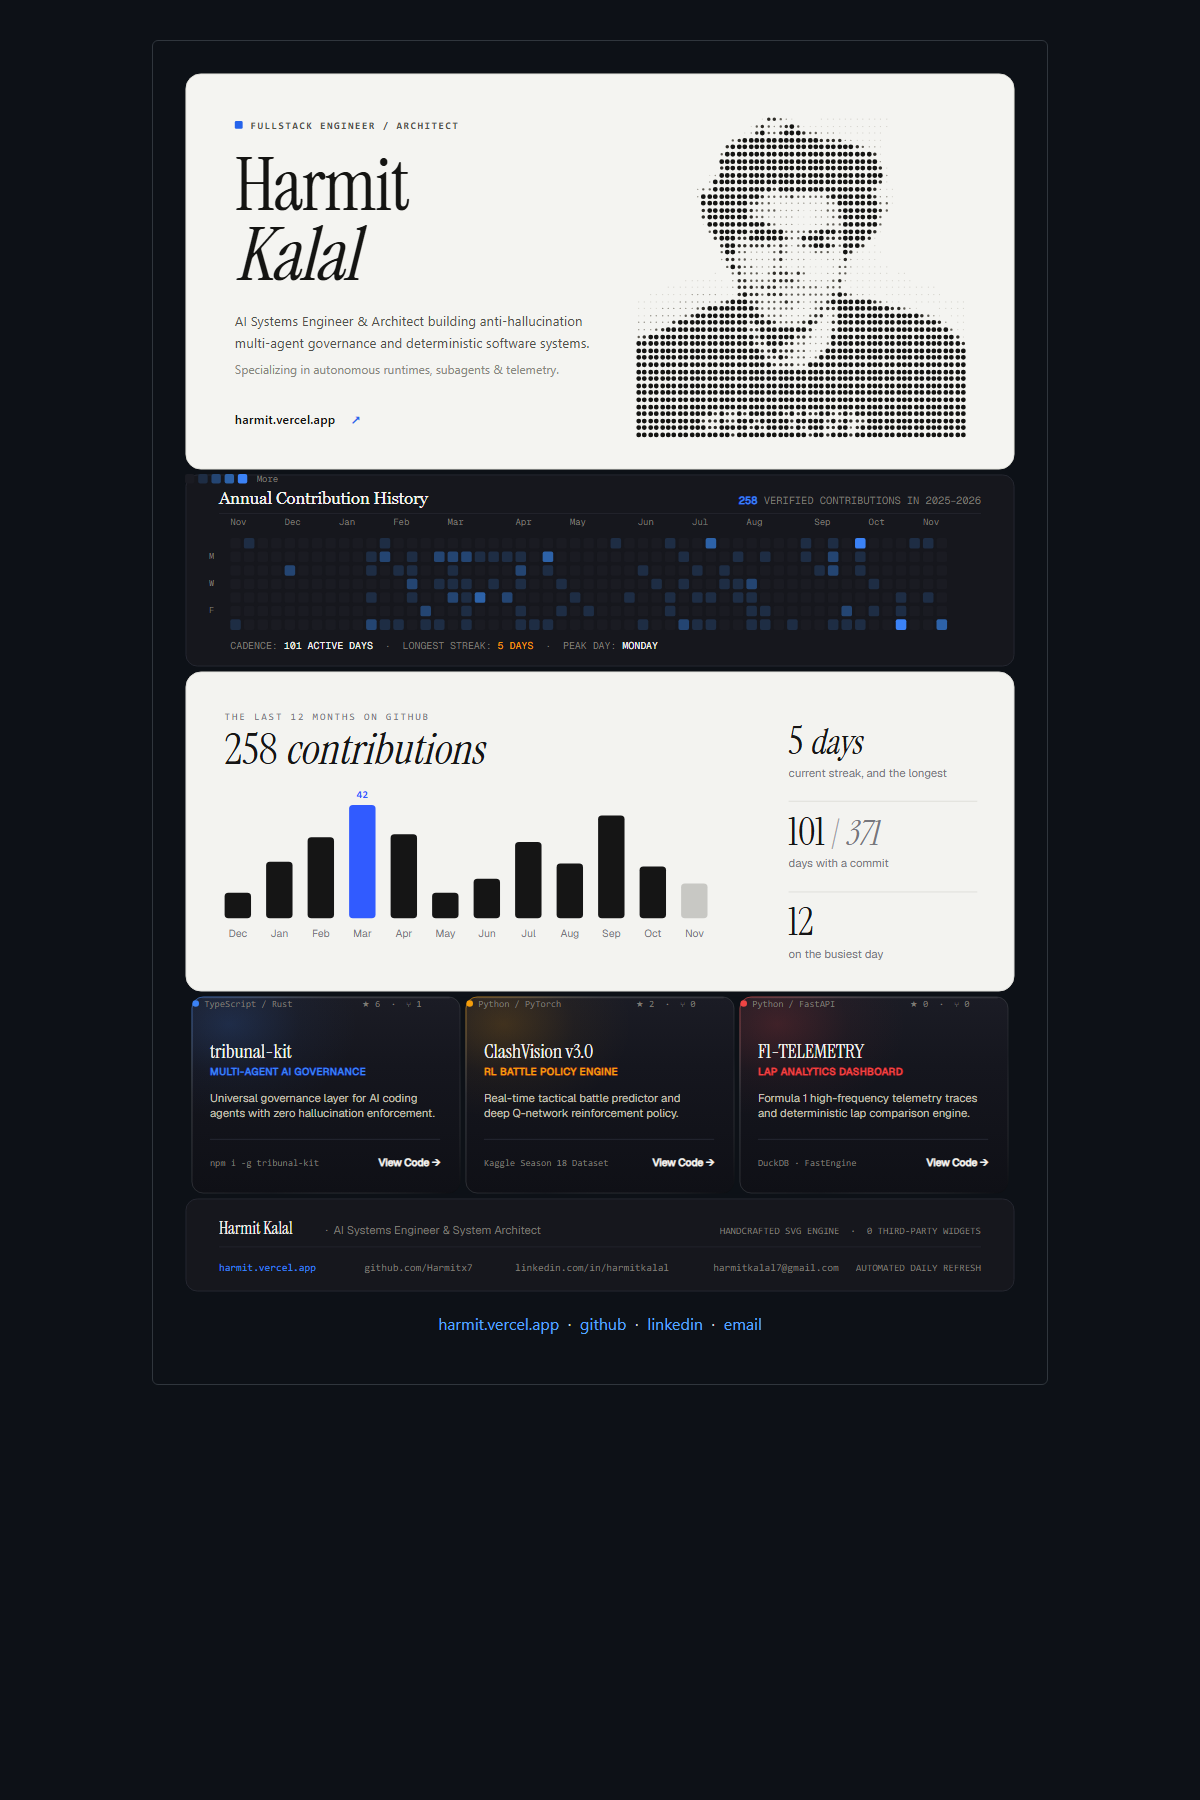 FULLSTACK ENGINEER / ARCHITECT
Harmit
Kalal
AI Systems Engineer & Architect building anti-hallucination
multi-agent governance and deterministic software systems.
Specializing in autonomous runtimes, subagents & telemetry.
harmit.vercel.app ↗
More
Annual Contribution History
258 VERIFIED CONTRIBUTIONS IN 2025-2026
Nov Dec Jan Feb Mar Apr May Jun Jul Aug Sep Oct Nov
M
W
F
CADENCE: 101 ACTIVE DAYS · LONGEST STREAK: 5 DAYS · PEAK DAY: MONDAY
THE LAST 12 MONTHS ON GITHUB
258 contributions
42
Dec Jan Feb Mar Apr May Jun Jul Aug Sep Oct Nov
5 days
current streak, and the longest
101 / 371
days with a commit
12
on the busiest day
TypeScript / Rust ★ 6 · ⑂ 1
tribunal-kit
MULTI-AGENT AI GOVERNANCE
Universal governance layer for AI coding
agents with zero hallucination enforcement.
npm i -g tribunal-kit View Code →
Python / PyTorch ★ 2 · ⑂ 0
ClashVision v3.0
RL BATTLE POLICY ENGINE
Real-time tactical battle predictor and
deep Q-network reinforcement policy.
Kaggle Season 18 Dataset View Code →
Python / FastAPI ★ 0 · ⑂ 0
F1-TELEMETRY
LAP ANALYTICS DASHBOARD
Formula 1 high-frequency telemetry traces
and deterministic lap comparison engine.
DuckDB · FastEngine View Code →
Harmit Kalal · AI Systems Engineer & System Architect
HANDCRAFTED SVG ENGINE · 0 THIRD-PARTY WIDGETS
harmit.vercel.app github.com/Harmitx7 linkedin.com/in/harmitkalal harmitkalal7@gmail.com AUTOMATED DAILY REFRESH
harmit.vercel.app · github · linkedin · email